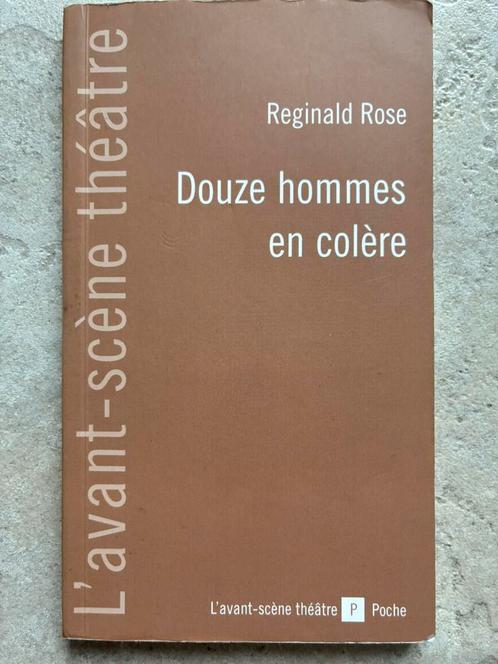 L'avant-scène théâtre
Reginald Rose
Douze hommes
en colère
L'avant-scène théâtre P Poche